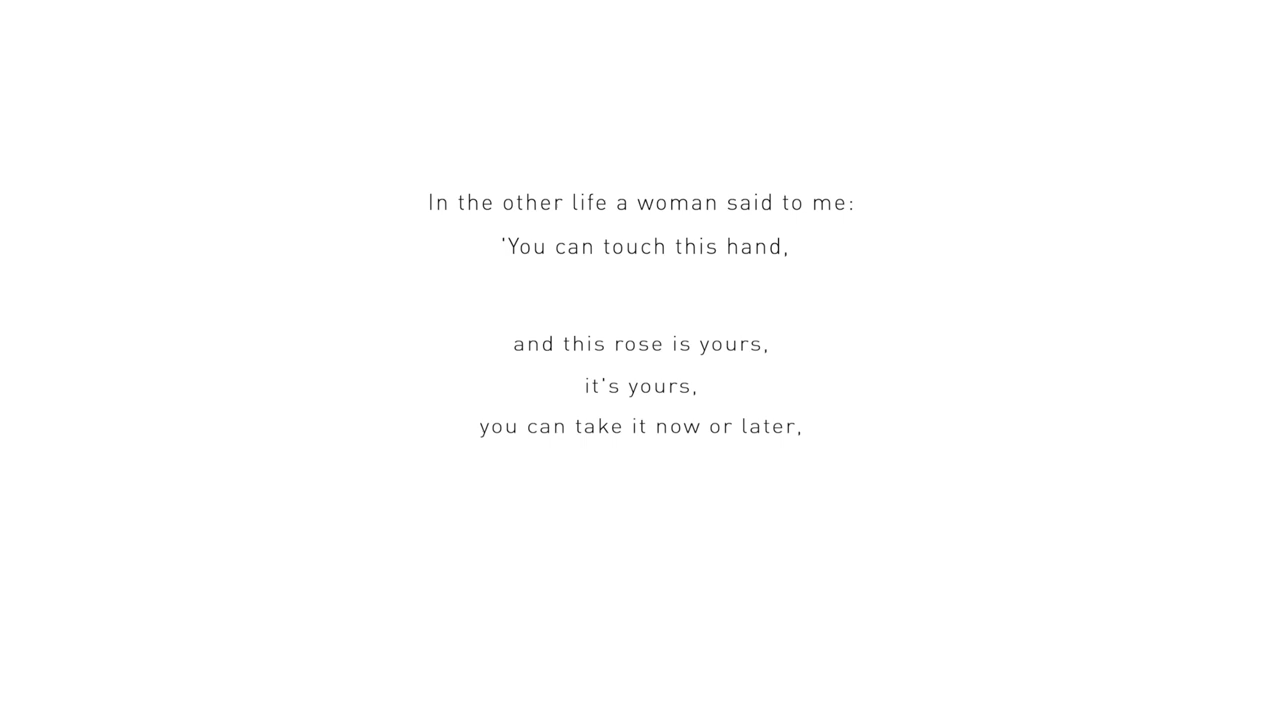 In the other life a woman said to me:
'You can touch this hand,
and this rose is yours,
it's yours,
you can take it now or later,